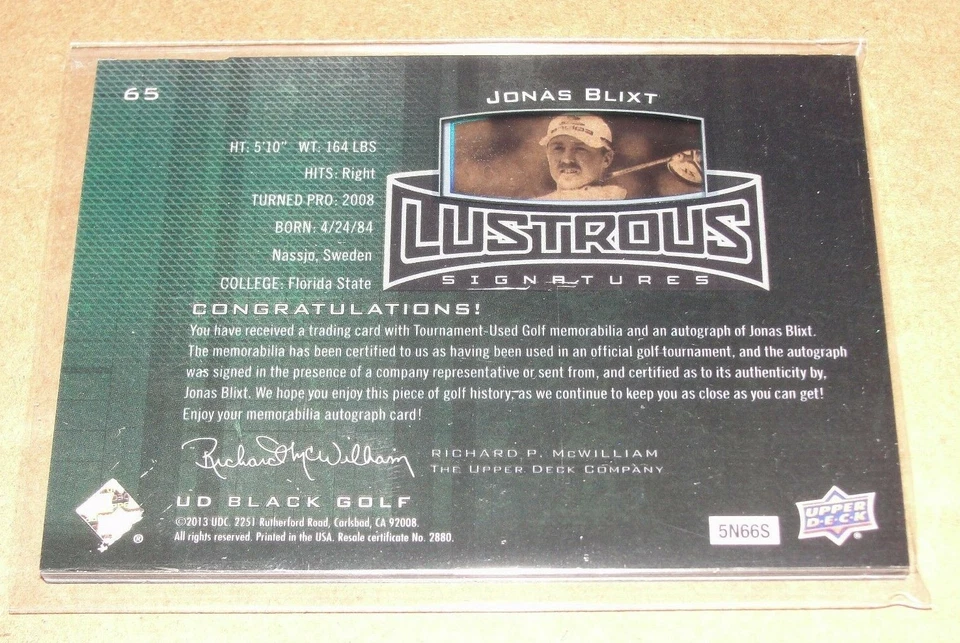 65
JONAS BLIXT
HT: 5'10" WT. 164 LBS
HITS: Right
TURNED PRO: 2008
BORN: 4/24/84
Nassjo, Sweden
COLLEGE: Florida State
LUSTROUS
SIGNATURES
CONGRATULATIONS!
You have received a trading card with Tournament-Used Golf memorabilia and an autograph of Jonas Blixt.
The memorabilia has been certified to us as having been used in an official golf tournament, and the autograph
was signed in the presence of a company representative or sent from, and certified as to its authenticity by,
Jonas Blixt. We hope you enjoy this piece of golf history, as we continue to keep you as close as you can get!
Enjoy your memorabilia autograph card!
Richard McWilliam
RICHARD P. MCWILLIAM
THE UPPER DECK COMPANY
UD BLACK GOLF
©2013 UDC. 2251 Rutherford Road, Carlsbad, CA 92008.
All rights reserved. Printed in the USA. Resale certificate No. 2880.
®
5N66S
UPPER
D·E·C·K